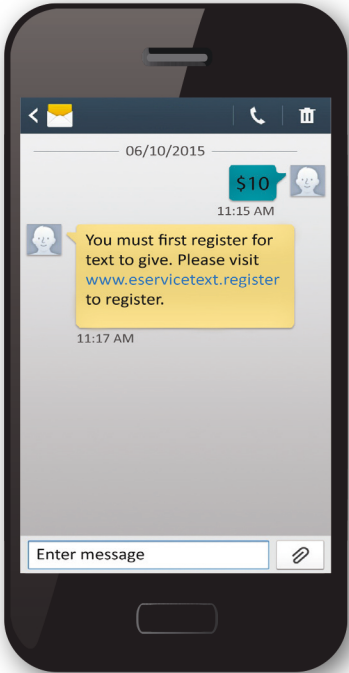 06/10/2015
$10
11:15 AM
You must first register for
text to give. Please visit
www.eservicetext.register
to register.
11:17 AM
Enter message